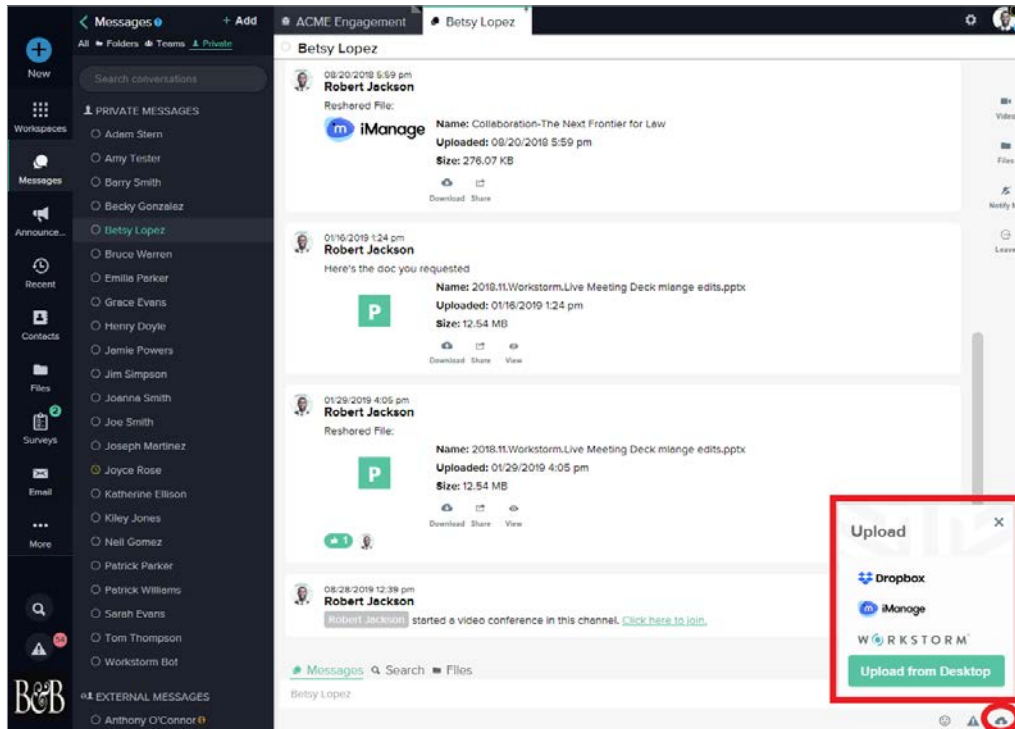 New
Workspaces
Messages
Announce...
Recent
Contacts
Files
Surveys
2
Email
More
54
B&B
Messages
+ Add
All Folders Teams Private
Search conversations
PRIVATE MESSAGES
Adam Stern
Amy Tester
Barry Smith
Becky Gonzalez
Betsy Lopez
Bruce Warren
Emilia Parker
Grace Evans
Henry Doyle
Jamie Powers
Jim Simpson
Joanna Smith
Joe Smith
Joseph Martinez
Joyce Rose
Katherine Ellison
Kiley Jones
Neil Gomez
Patrick Parker
Patrick Williams
Sarah Evans
Tom Thompson
Workstorm Bot
EXTERNAL MESSAGES
Anthony O'Connor
ACME Engagement
Betsy Lopez
Betsy Lopez
08/20/2018 5:59 pm
Robert Jackson
Reshared File:
iManage
Name: Collaboration-The Next Frontier for Law
Uploaded: 08/20/2018 5:59 pm
Size: 276.07 KB
Download Share
01/16/2019 1:24 pm
Robert Jackson
Here's the doc you requested
P
Name: 2018.11.Workstorm.Live Meeting Deck mlange edits.pptx
Uploaded: 01/16/2019 1:24 pm
Size: 12.54 MB
Download Share View
01/29/2019 4:05 pm
Robert Jackson
Reshared File:
P
Name: 2018.11.Workstorm.Live Meeting Deck mlange edits.pptx
Uploaded: 01/29/2019 4:05 pm
Size: 12.54 MB
Download Share View
1
08/28/2019 12:39 pm
Robert Jackson
Robert Jackson started a video conference in this channel. Click here to join.
Messages Search Files
Betsy Lopez
Video
Files
Notify M
Leave
Upload
Dropbox
iManage
WORKSTORM
Upload from Desktop